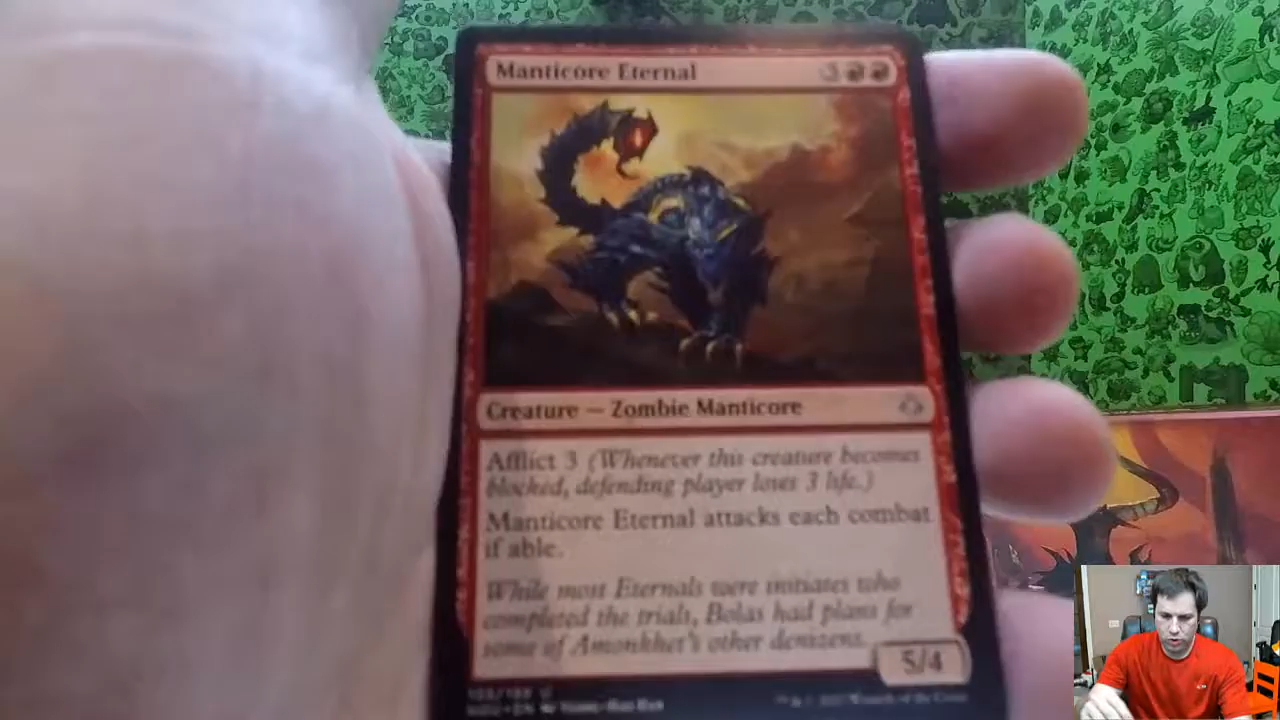 Manticore Eternal 3
Creature — Zombie Manticore
Afflict 3 (Whenever this creature becomes
blocked, defending player loses 3 life.)
Manticore Eternal attacks each combat
if able.
While most Eternals were initiates who
completed the trials, Bolas had plans for
some of Amonkhet's other denizens.
5/4